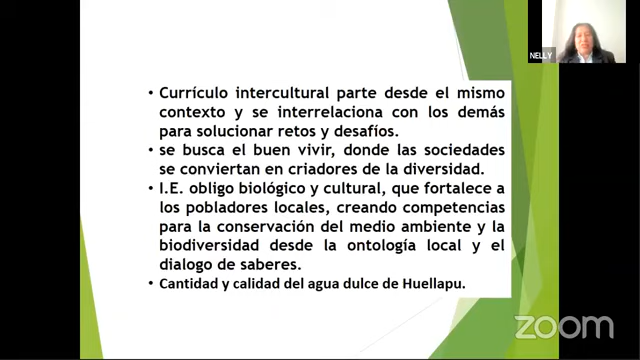 NELLY
• Currículo intercultural parte desde el mismo
contexto y se interrelaciona con los demás
para solucionar retos y desafíos.
• se busca el buen vivir, donde las sociedades
se conviertan en criadores de la diversidad.
• I.E. obligo biológico y cultural, que fortalece a
los pobladores locales, creando competencias
para la conservación del medio ambiente y la
biodiversidad desde la ontología local y el
dialogo de saberes.
• Cantidad y calidad del agua dulce de Huellapu.
zoom